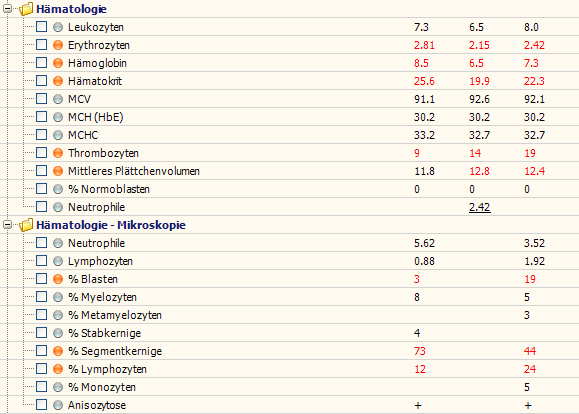 Hämatologie
Leukozyten 7.3 6.5 8.0
Erythrozyten 2.81 2.15 2.42
Hämoglobin 8.5 6.5 7.3
Hämatokrit 25.6 19.9 22.3
MCV 91.1 92.6 92.1
MCH (HbE) 30.2 30.2 30.2
MCHC 33.2 32.7 32.7
Thrombozyten 9 14 19
Mittleres Plättchenvolumen 11.8 12.8 12.4
% Normoblasten 0 0 0
Neutrophile 2.42
Hämatologie - Mikroskopie
Neutrophile 5.62 3.52
Lymphozyten 0.88 1.92
% Blasten 3 19
% Myelozyten 8 5
% Metamyelozyten 3
% Stabkernige 4
% Segmentkernige 73 44
% Lymphozyten 12 24
% Monozyten 5
Anisozytose + +